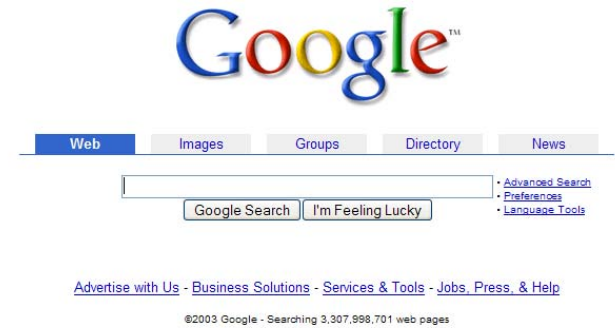 Google™
Web Images Groups Directory News
• Advanced Search
• Preferences
• Language Tools
Google Search I'm Feeling Lucky
Advertise with Us - Business Solutions - Services & Tools - Jobs, Press, & Help
©2003 Google - Searching 3,307,998,701 web pages